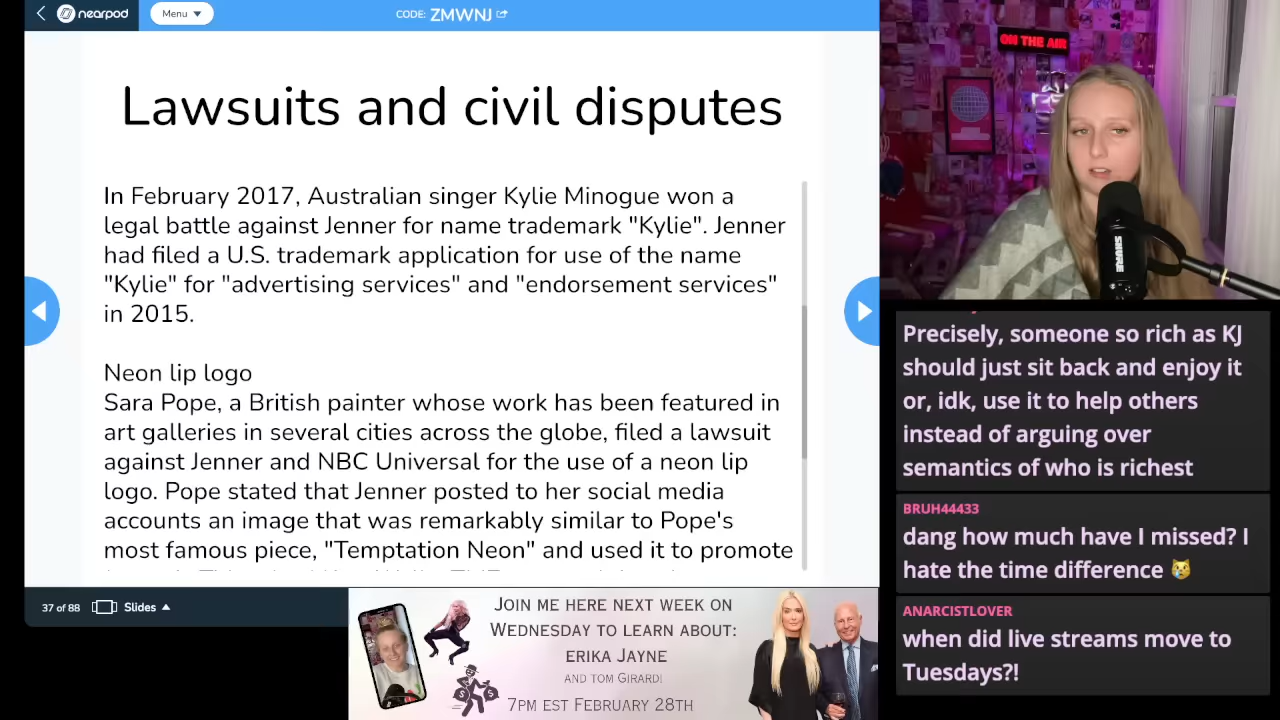 nearpod
Menu
CODE: ZMWNJ
ON THE AIR
Lawsuits and civil disputes
In February 2017, Australian singer Kylie Minogue won a
legal battle against Jenner for name trademark "Kylie". Jenner
had filed a U.S. trademark application for use of the name
"Kylie" for "advertising services" and "endorsement services"
in 2015.
Neon lip logo
Sara Pope, a British painter whose work has been featured in
art galleries in several cities across the globe, filed a lawsuit
against Jenner and NBC Universal for the use of a neon lip
logo. Pope stated that Jenner posted to her social media
accounts an image that was remarkably similar to Pope's
most famous piece, "Temptation Neon" and used it to promote
37 of 88
Slides
SHURE
Precisely, someone so rich as KJ
should just sit back and enjoy it
or, idk, use it to help others
instead of arguing over
semantics of who is richest
BRUH44433
dang how much have I missed? I
hate the time difference 😿
ANARCISTLOVER
when did live streams move to
Tuesdays?!
JOIN ME HERE NEXT WEEK ON
WEDNESDAY TO LEARN ABOUT:
ERIKA JAYNE
AND TOM GIRARDI
7PM EST FEBRUARY 28TH